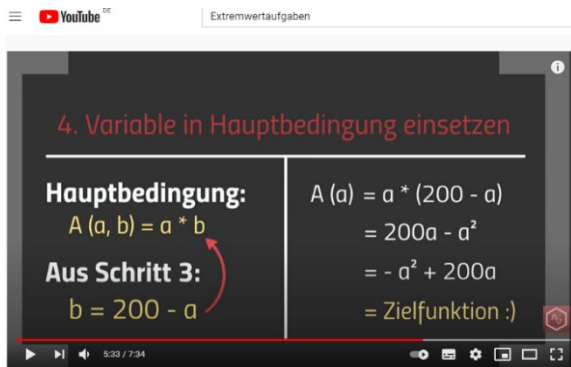 YouTube DE
Extremwertaufgaben
4. Variable in Hauptbedingung einsetzen
Hauptbedingung:
A (a, b) = a * b
Aus Schritt 3:
b = 200 - a
A (a) = a * (200 - a)
= 200a - a²
= - a² + 200a
= Zielfunktion :)
5:33 / 7:34